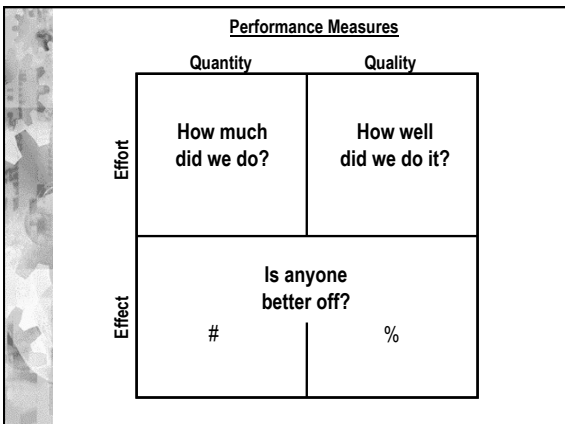 Performance Measures
Quantity
Quality
Effort
How much
did we do?
How well
did we do it?
Effect
Is anyone
better off?
#
%